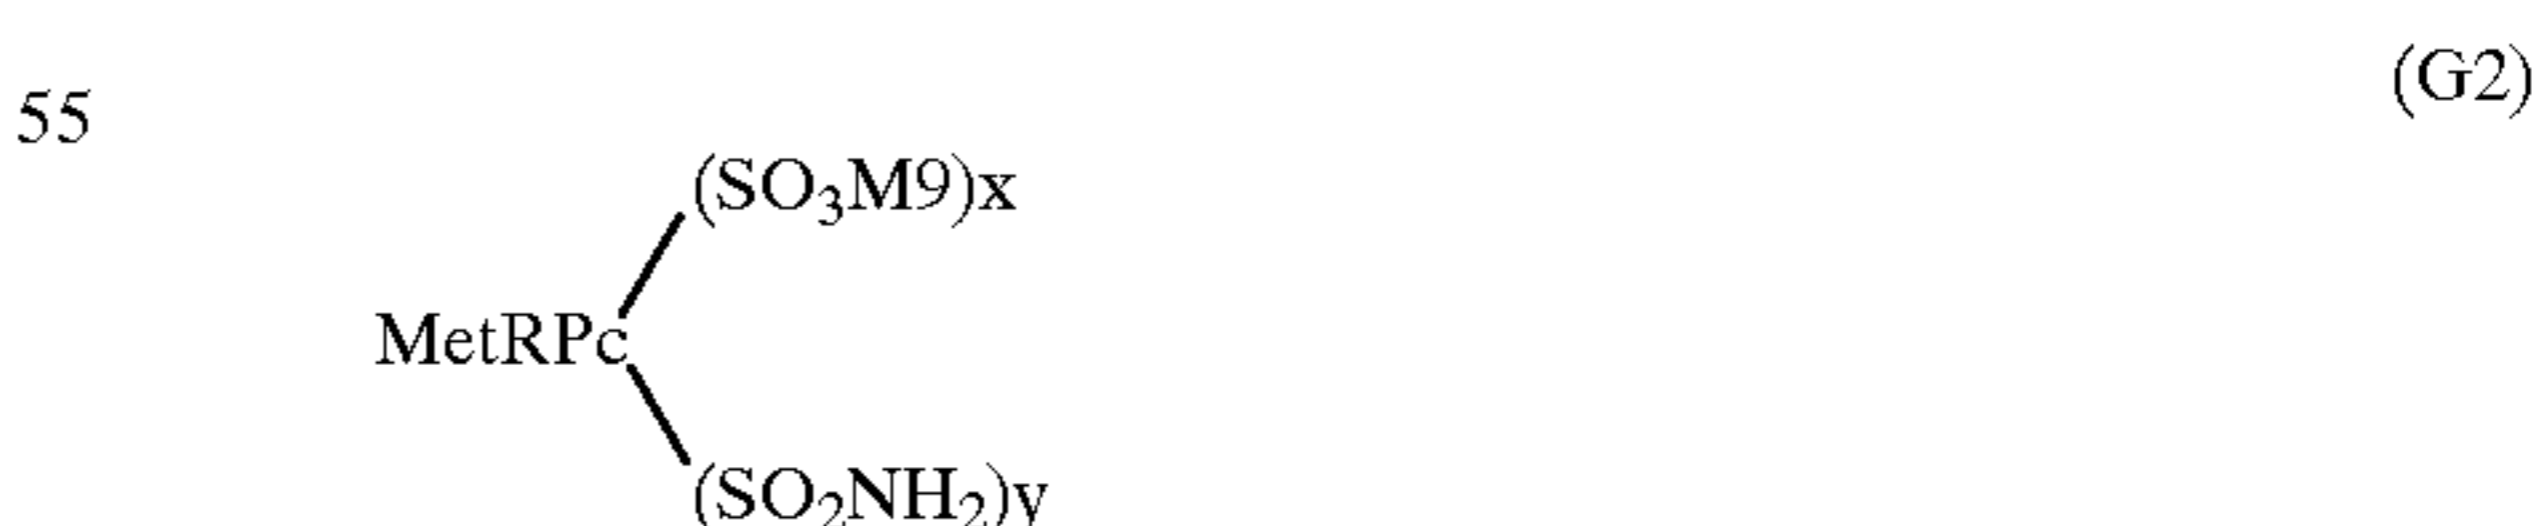 (G2)
55
(SO₃M9)x
MetRPc
(SO₂NH₂)y